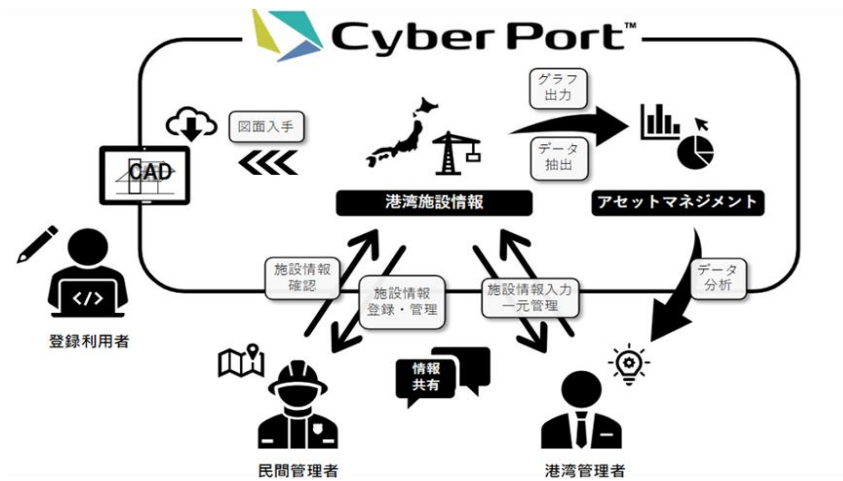 Cyber Port™
グラフ
出力
図面入手
データ
抽出
CAD
港湾施設情報
アセットマネジメント
施設情報
確認
施設情報
登録・管理
施設情報入力
一元管理
データ
分析
</>
登録利用者
情報
共有
民間管理者
港湾管理者